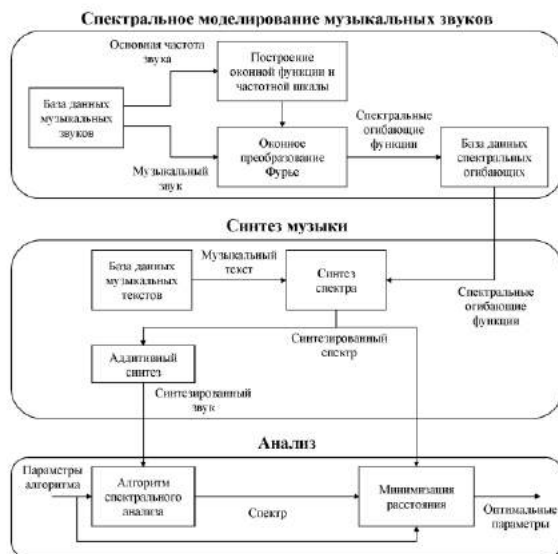 Спектральное моделирование музыкальных звуков
Основная частота
звука
Построение
оконной функции и
частотной шкалы
База данных
музыкальных
звуков
Спектральные
огибающие
функции
Оконное
преобразование
Фурье
База данных
спектральных
огибающих
Музыкальный
звук
Синтез музыки
База данных
музыкальных
текстов
Музыкальный
текст
Синтез
спектра
Спектральные
огибающие
функции
Синтезированный
спектр
Аддитивный
синтез
Синтезированный
звук
Анализ
Параметры
алгоритма
Алгоритм
спектрального
анализа
Спектр
Минимизация
расстояния
Оптимальные
параметры